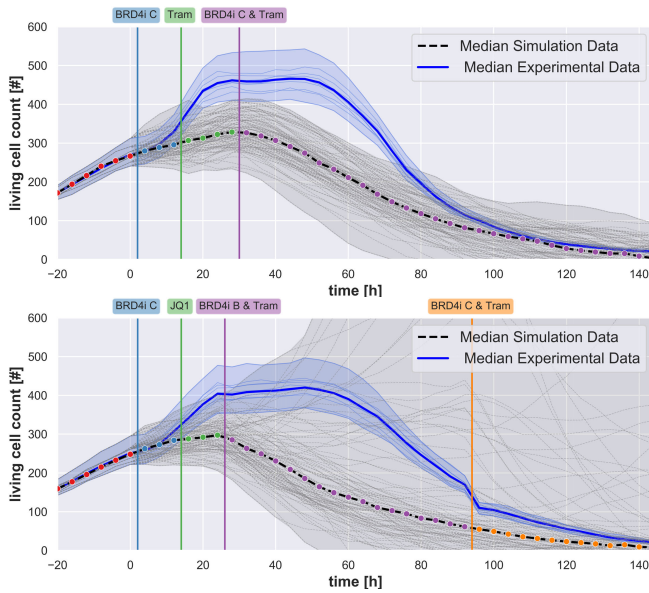 BRD4i C Tram BRD4i C & Tram
600
500
400
300
200
100
0
living cell count [#]
Median Simulation Data
Median Experimental Data
−20 0 20 40 60 80 100 120 140
time [h]
BRD4i C JQ1 BRD4i B & Tram BRD4i C & Tram
600
500
400
300
200
100
0
living cell count [#]
Median Simulation Data
Median Experimental Data
−20 0 20 40 60 80 100 120 140
time [h]